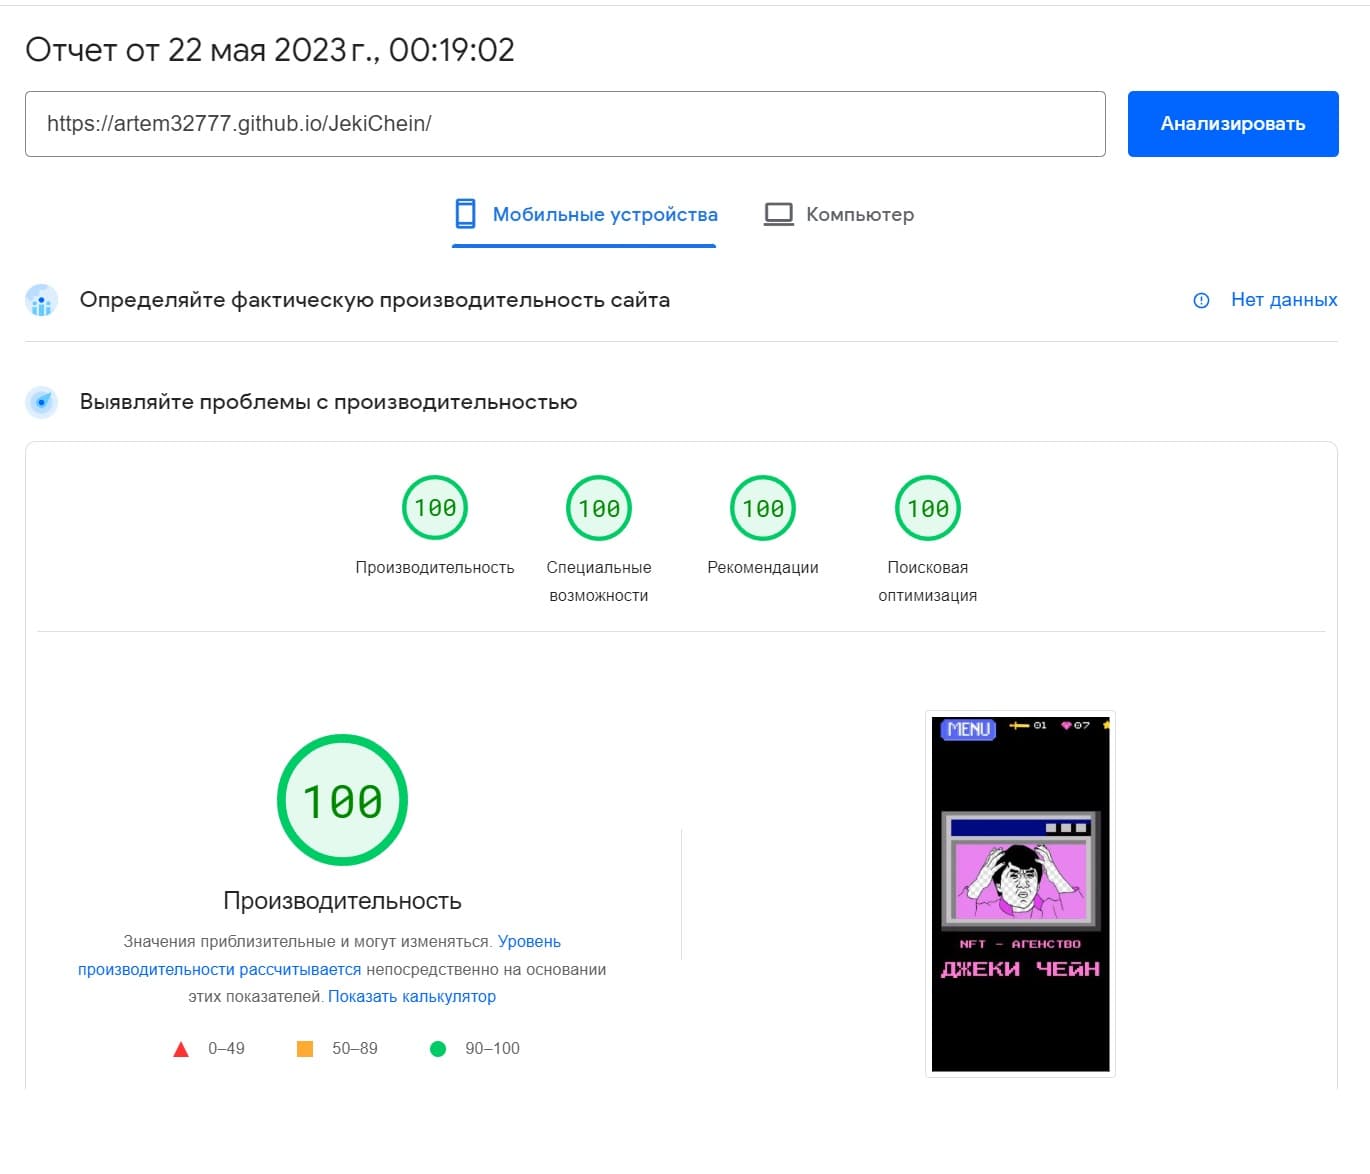 Отчет от 22 мая 2023 г., 00:19:02
https://artem32777.github.io/JekiChein/
Анализировать
Мобильные устройства
Компьютер
Определяйте фактическую производительность сайта
Нет данных
Выявляйте проблемы с производительностью
100
100
100
100
Производительность
Специальные
возможности
Рекомендации
Поисковая
оптимизация
100
Производительность
Значения приблизительные и могут изменяться. Уровень
производительности рассчитывается непосредственно на основании
этих показателей. Показать калькулятор
0–49
50–89
90–100
MENU
01
07
NFT - АГЕНСТВО
ДЖЕКИ ЧЕЙН